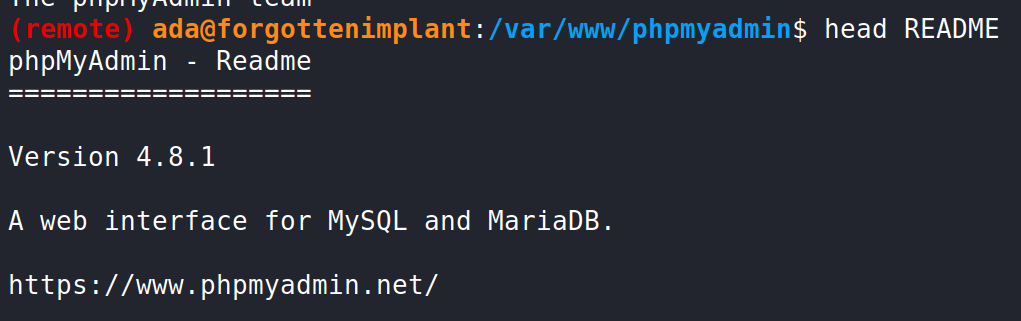 The phpMyAdmin team
(remote) ada@forgottenimplant:/var/www/phpmyadmin$ head README
phpMyAdmin - Readme
===================
Version 4.8.1
A web interface for MySQL and MariaDB.
https://www.phpmyadmin.net/